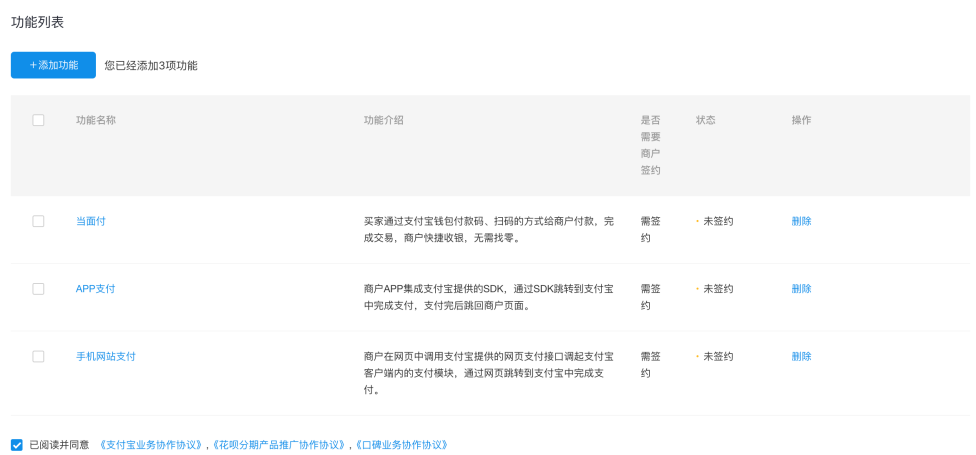 功能列表
+添加功能 您已经添加3项功能
功能名称 功能介绍 是否需要商户签约 状态 操作
当面付 买家通过支付宝钱包付款码、扫码的方式给商户付款，完 需签 未签约 删除
成交易，商户快捷收银，无需找零。 约
APP支付 商户APP集成支付宝提供的SDK，通过SDK跳转到支付宝 需签 未签约 删除
中完成支付，支付完后跳回商户页面。 约
手机网站支付 商户在网页中调用支付宝提供的网页支付接口调起支付宝 需签 未签约 删除
客户端内的支付模块，通过网页跳转到支付宝中完成支 约
付。
已阅读并同意 《支付宝业务协作协议》,《花呗分期产品推广协作协议》,《口碑业务协作协议》